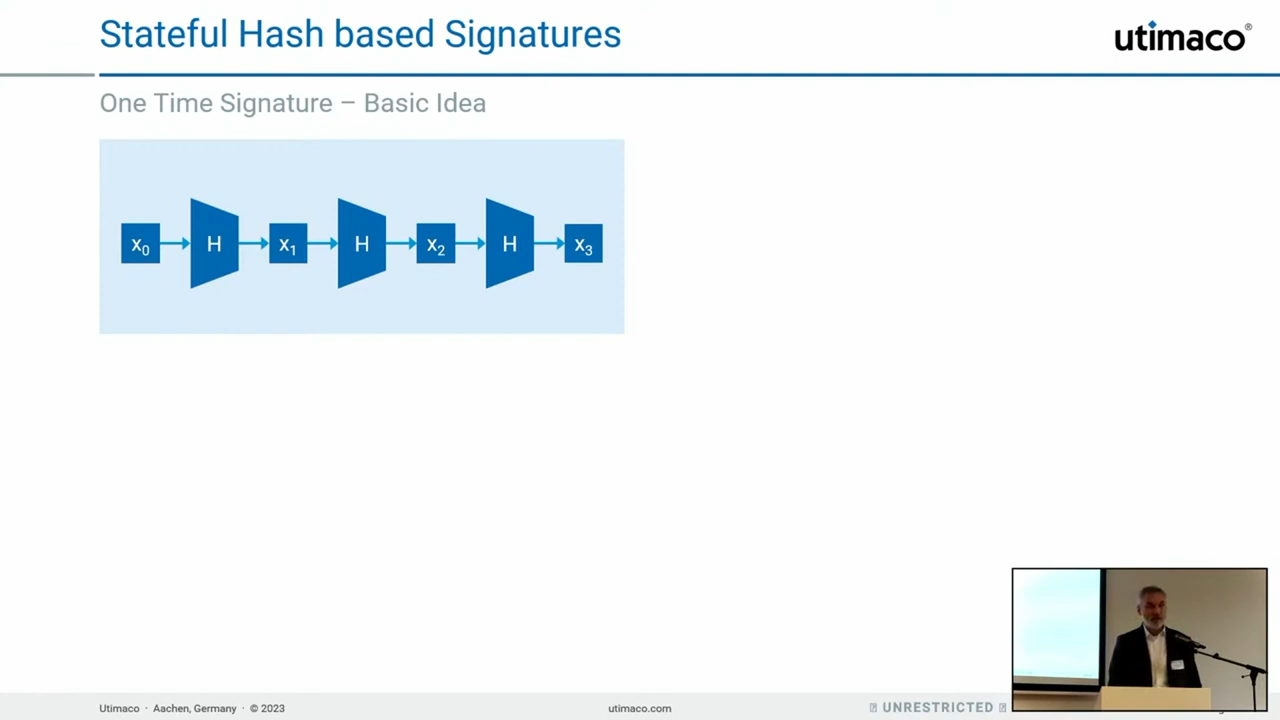 Stateful Hash based Signatures
utimaco®
One Time Signature – Basic Idea
x0 H x1 H x2 H x3
Utimaco · Aachen, Germany · © 2023
utimaco.com
UNRESTRICTED